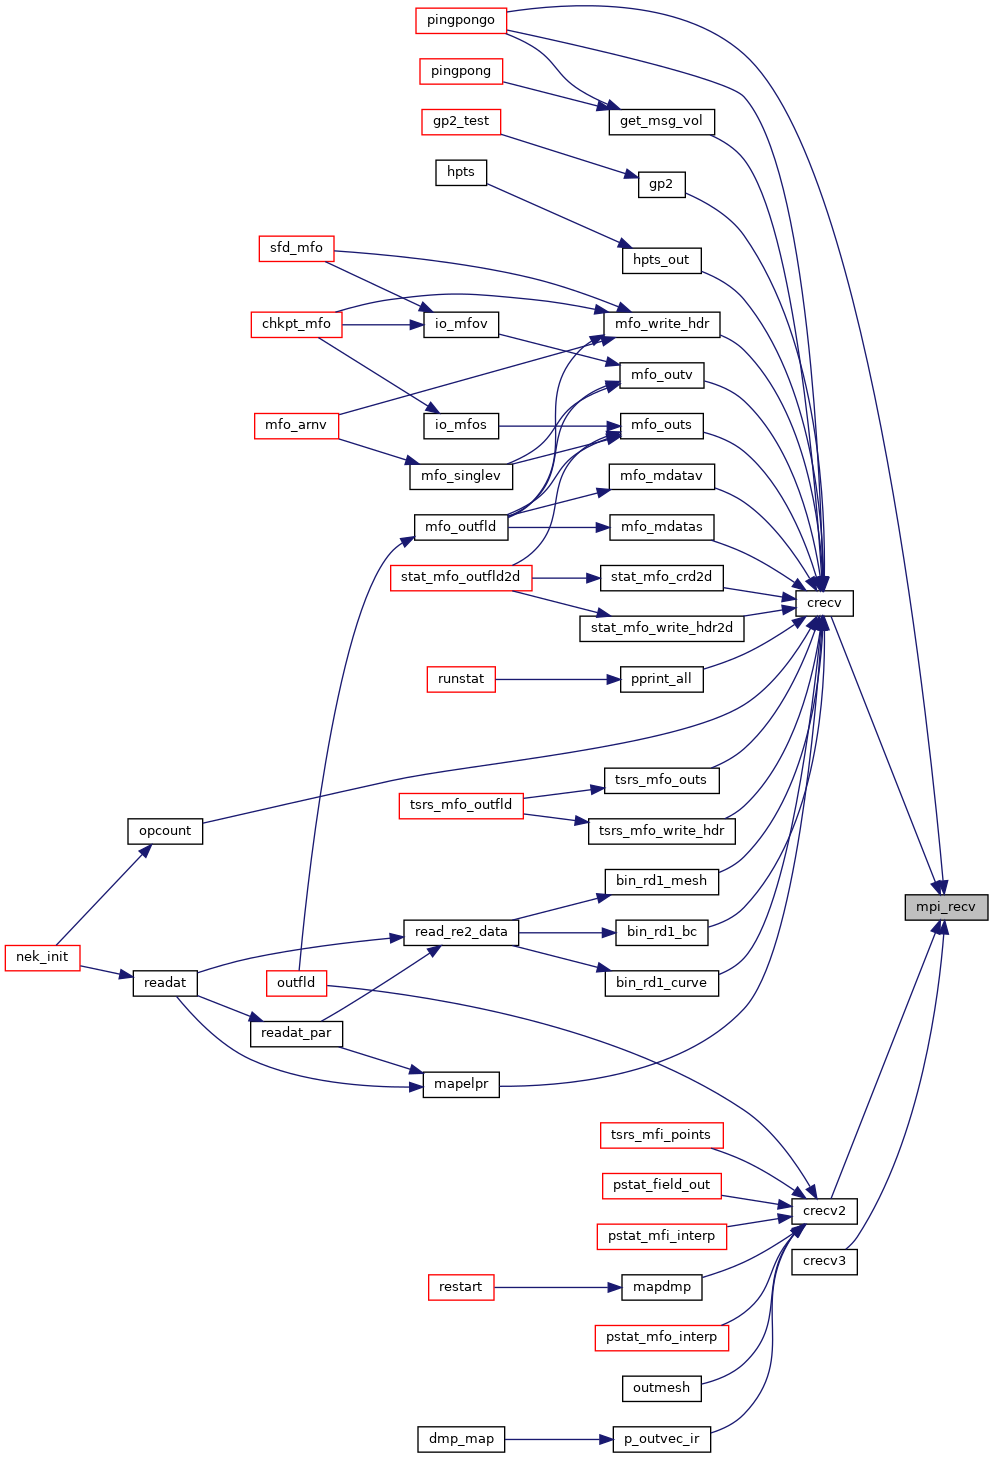 pingpongo
pingpong
get_msg_vol
gp2_test
hpts
gp2
sfd_mfo
hpts_out
chkpt_mfo
io_mfov
mfo_write_hdr
mfo_outv
mfo_arnv
io_mfos
mfo_outs
mfo_singlev
mfo_mdatav
mfo_outfld
mfo_mdatas
stat_mfo_outfld2d
stat_mfo_crd2d
crecv
stat_mfo_write_hdr2d
runstat
pprint_all
tsrs_mfo_outs
tsrs_mfo_outfld
opcount
tsrs_mfo_write_hdr
bin_rd1_mesh
mpi_recv
nek_init
read_re2_data
bin_rd1_bc
readat
outfld
bin_rd1_curve
readat_par
mapelpr
tsrs_mfi_points
pstat_field_out
crecv2
pstat_mfi_interp
crecv3
restart
mapdmp
pstat_mfo_interp
outmesh
dmp_map
p_outvec_ir